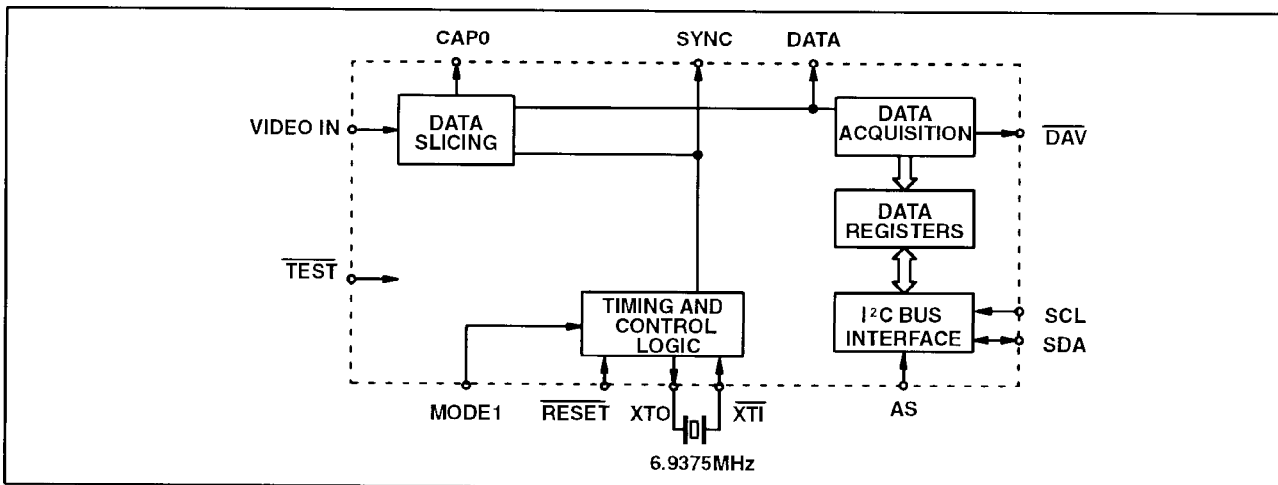 CAP0
SYNC
DATA
VIDEO IN
DATA
SLICING
DATA
ACQUISITION
DAV
DATA
REGISTERS
TEST
TIMING AND
CONTROL
LOGIC
I²C BUS
INTERFACE
SCL
SDA
MODE1
RESET
XTO
XTI
AS
6.9375MHz